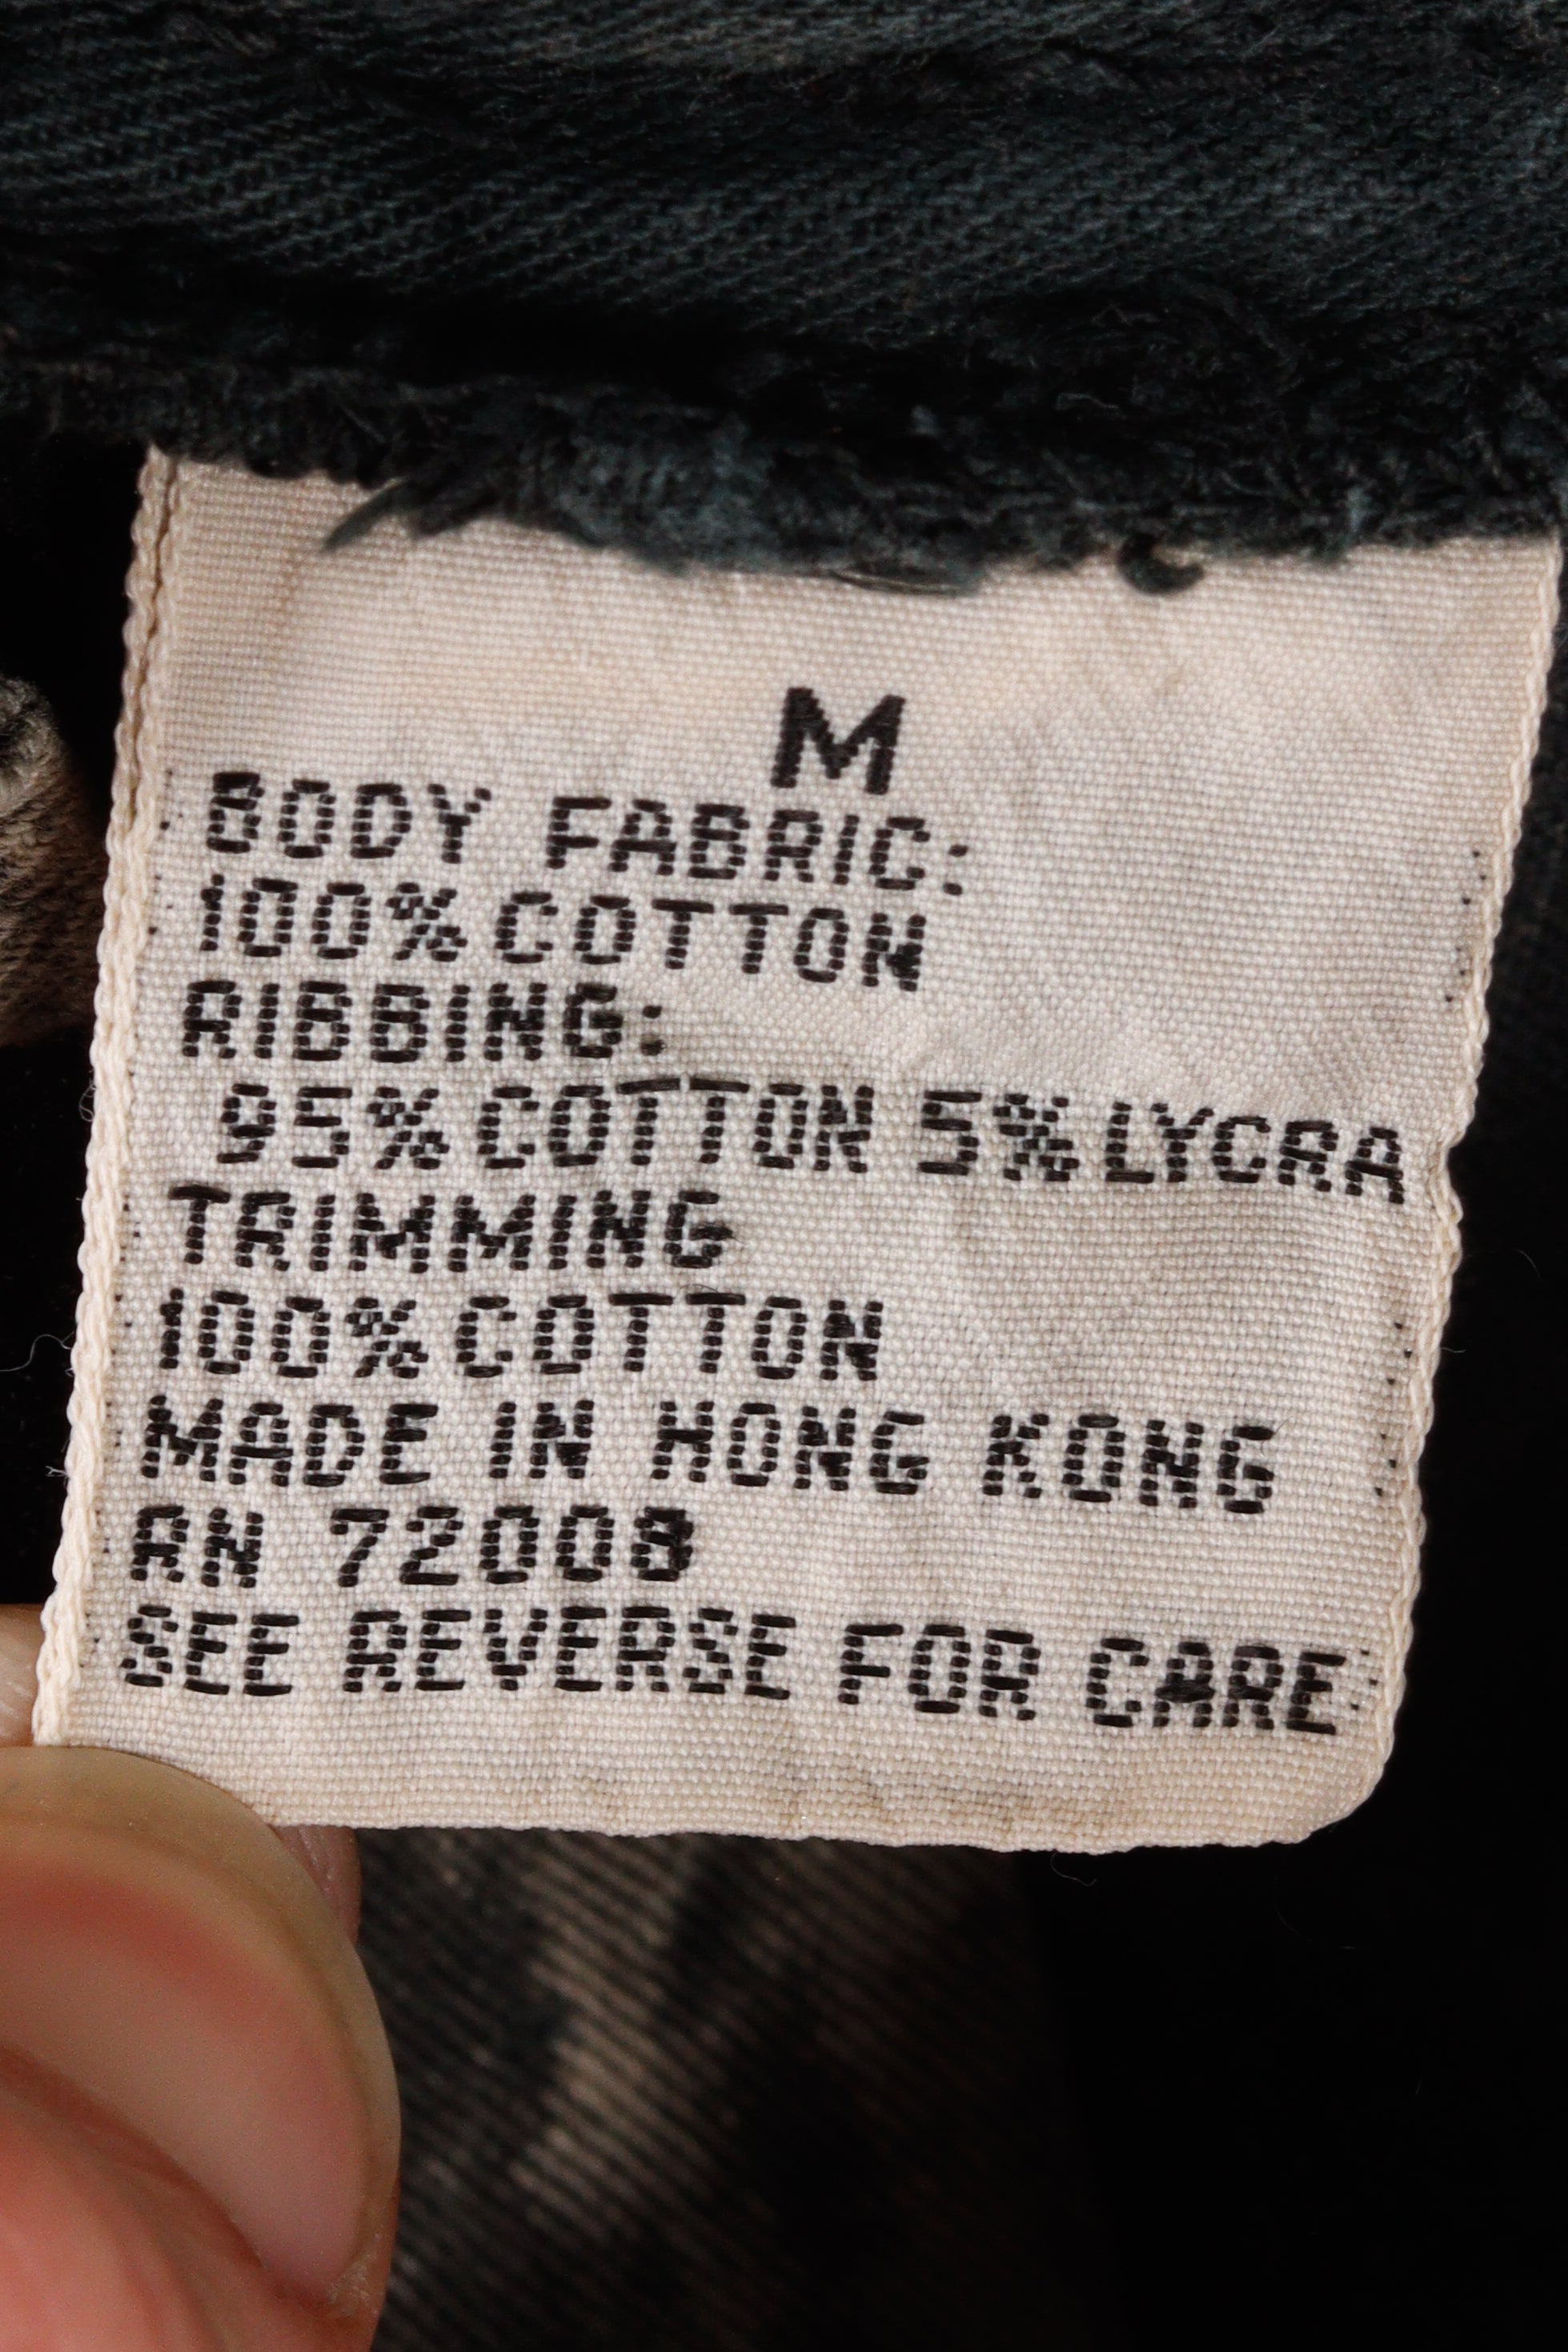 M
BODY FABRIC:
100% COTTON
RIBBING:
95% COTTON 5% LYCRA
TRIMMING
100% COTTON
MADE IN HONG KONG
RN 72008
SEE REVERSE FOR CARE